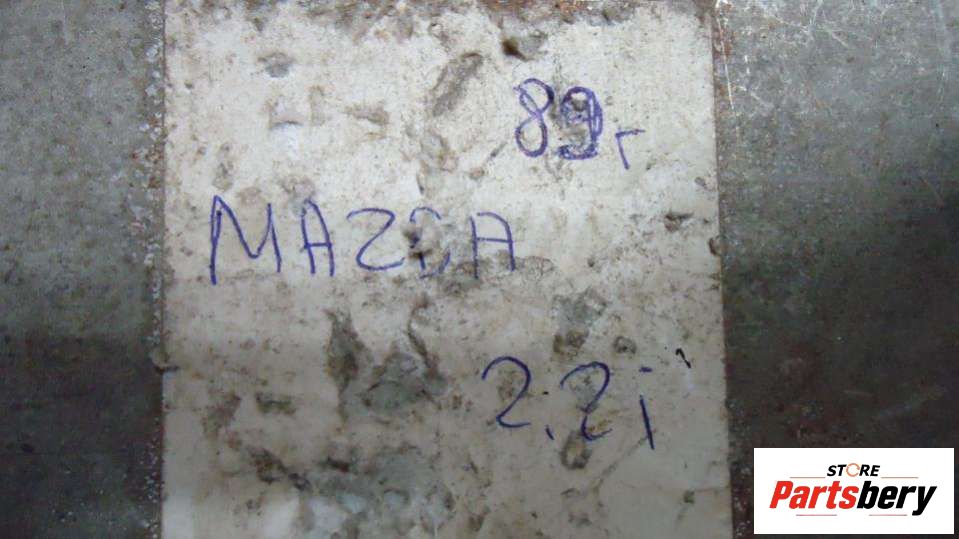 89г
MAZDA
2.2i
STORE
Partsbery